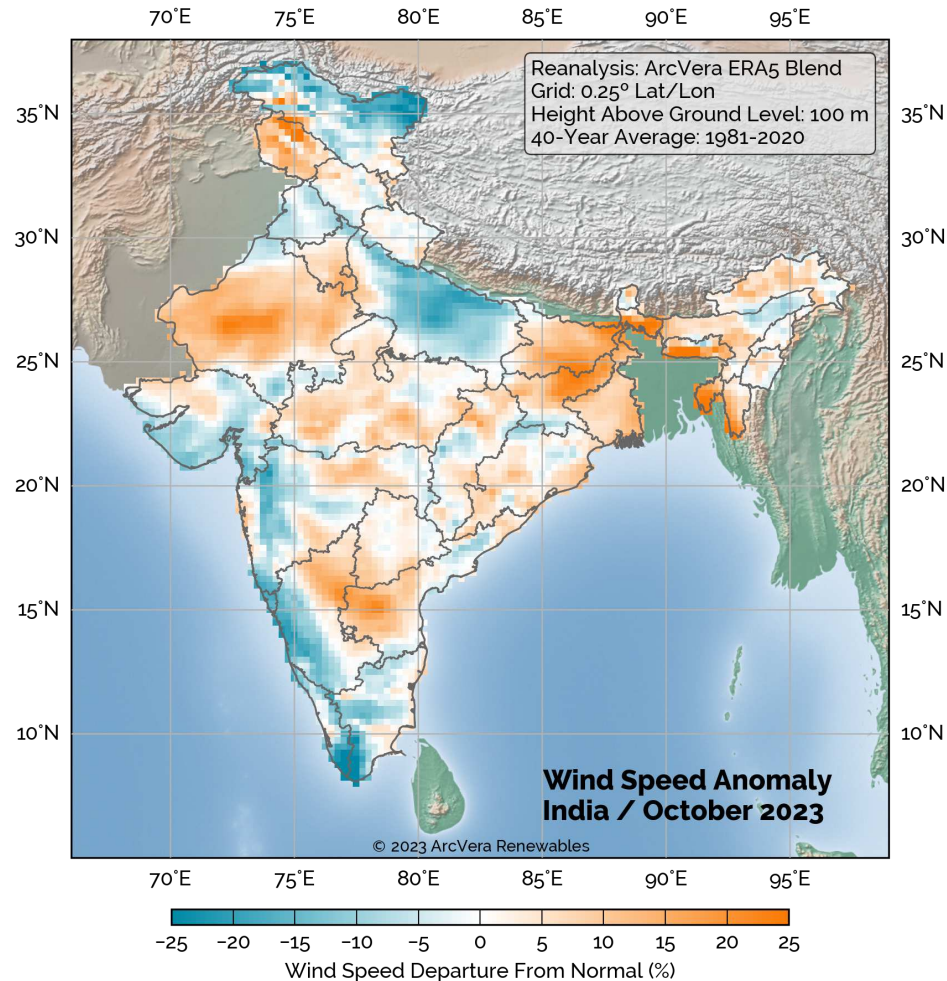 70°E 75°E 80°E 85°E 90°E 95°E
Reanalysis: ArcVera ERA5 Blend
Grid: 0.25º Lat/Lon
Height Above Ground Level: 100 m
40-Year Average: 1981-2020
35°N 35°N
30°N 30°N
25°N 25°N
20°N 20°N
15°N 15°N
10°N 10°N
Wind Speed Anomaly
India / October 2023
© 2023 ArcVera Renewables
70°E 75°E 80°E 85°E 90°E 95°E
−25 −20 −15 −10 −5 0 5 10 15 20 25
Wind Speed Departure From Normal (%)